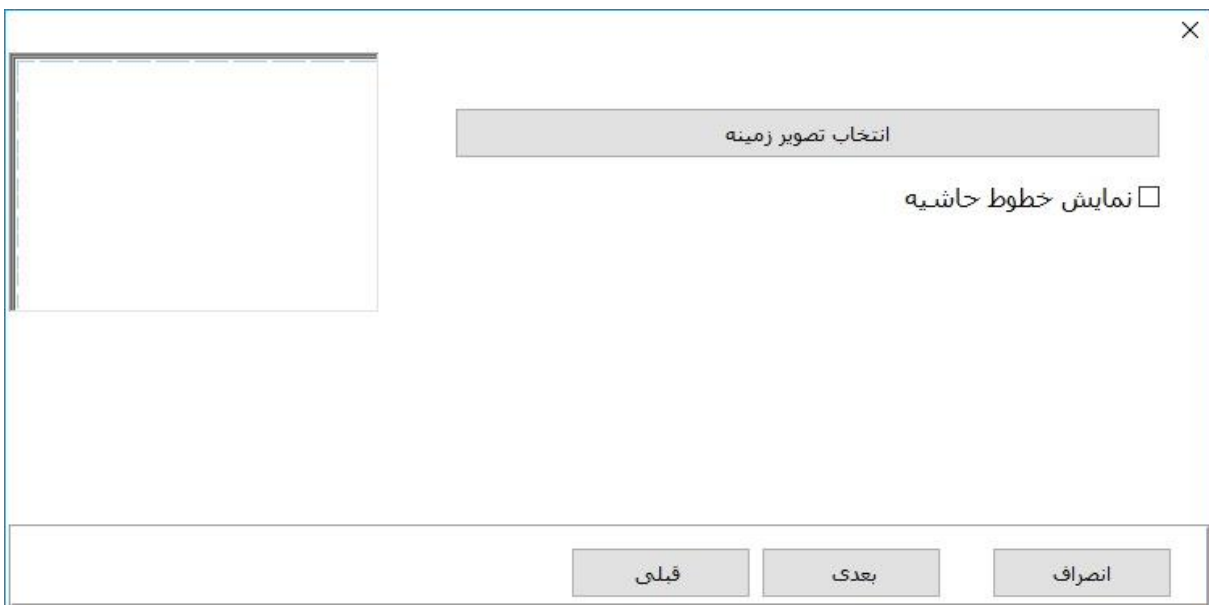 انتخاب تصویر زمینه
نمایش خطوط حاشیه
انصراف
بعدی
قبلی